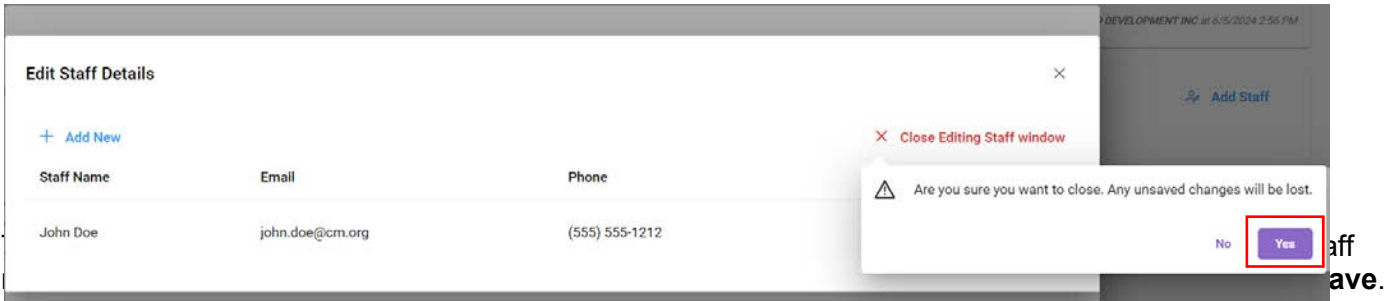 DEVELOPMENT INC at 6/5/2024 2:56 PM
Edit Staff Details
Add Staff
+ Add New
× Close Editing Staff window
Staff Name Email Phone
Are you sure you want to close. Any unsaved changes will be lost.
John Doe john.doe@cm.org (555) 555-1212
No Yes
aff
ave.